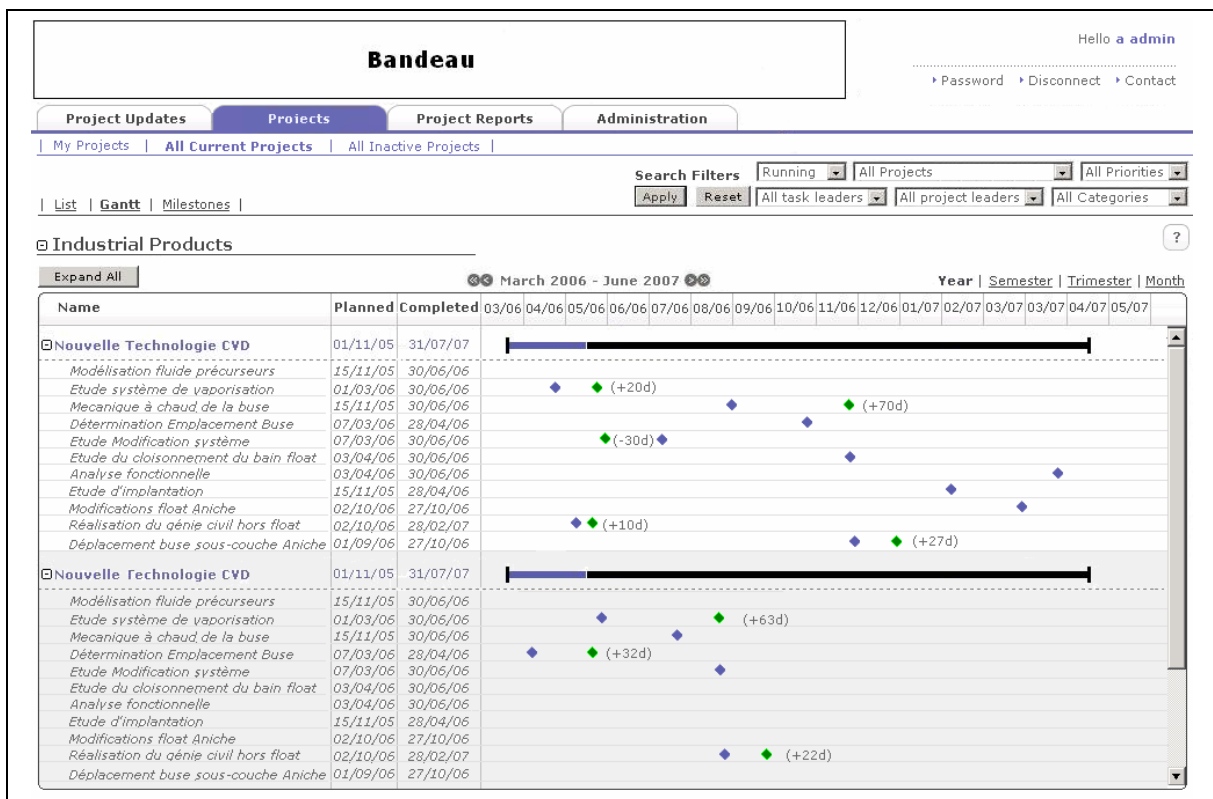 Bandeau
Hello a admin
Password Disconnect Contact
Project Updates Projects Project Reports Administration
| My Projects | All Current Projects | All Inactive Projects |
Search Filters Running All Projects All Priorities
Apply Reset All task leaders All project leaders All Categories
| List | Gantt | Milestones |
Industrial Products
?
Expand All March 2006 - June 2007 Year | Semester | Trimester | Month
Name Planned Completed 03/06 04/06 05/06 06/06 07/06 08/06 09/06 10/06 11/06 12/06 01/07 02/07 03/07 03/07 04/07 05/07
Nouvelle Technologie CVD 01/11/05 31/07/07
Modélisation fluide précurseurs 15/11/05 30/06/06
Etude système de vaporisation 01/03/06 30/06/06 (+20d)
Mecanique à chaud de la buse 15/11/05 30/06/06 (+70d)
Détermination Emplacement Buse 07/03/06 28/04/06
Etude Modification système 07/03/06 30/06/06 (-30d)
Etude du cloisonnement du bain float 03/04/06 30/06/06
Analyse fonctionnelle 03/04/06 30/06/06
Etude d'implantation 15/11/05 28/04/06
Modifications float Aniche 02/10/06 27/10/06
Réalisation du génie civil hors float 02/10/06 28/02/07 (+10d)
Déplacement buse sous-couche Aniche 01/09/06 27/10/06 (+27d)
Nouvelle Technologie CVD 01/11/05 31/07/07
Modélisation fluide précurseurs 15/11/05 30/06/06
Etude système de vaporisation 01/03/06 30/06/06 (+63d)
Mecanique à chaud de la buse 15/11/05 30/06/06
Détermination Emplacement Buse 07/03/06 28/04/06 (+32d)
Etude Modification système 07/03/06 30/06/06
Etude du cloisonnement du bain float 03/04/06 30/06/06
Analyse fonctionnelle 03/04/06 30/06/06
Etude d'implantation 15/11/05 28/04/06
Modifications float Aniche 02/10/06 27/10/06
Réalisation du génie civil hors float 02/10/06 28/02/07 (+22d)
Déplacement buse sous-couche Aniche 01/09/06 27/10/06